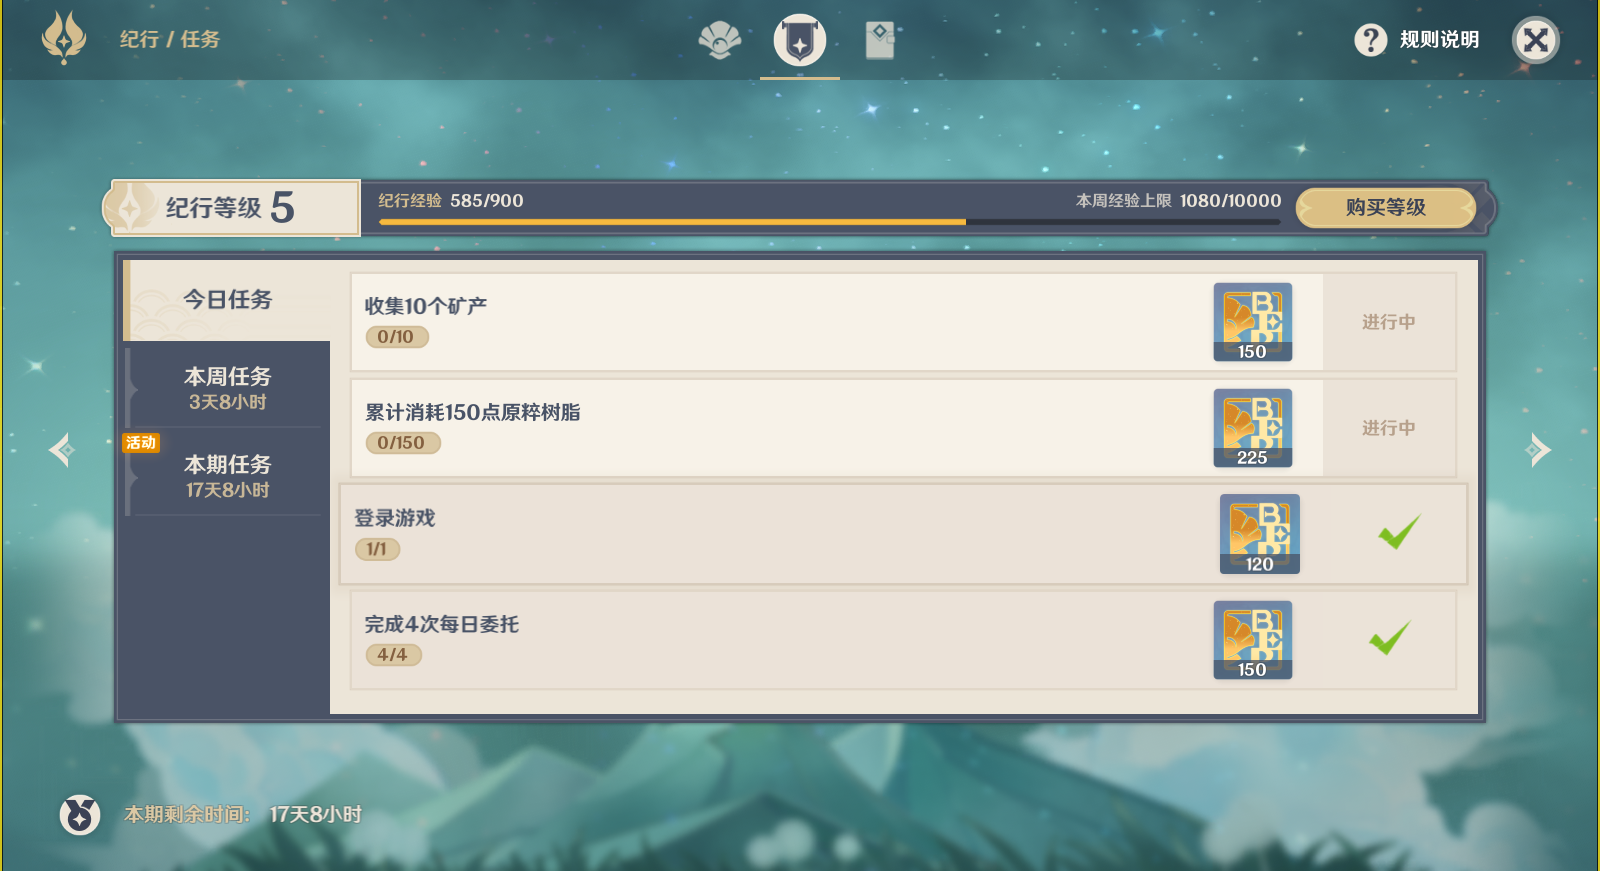 纪行 / 任务
规则说明
纪行等级 5
纪行经验 585/900
本周经验上限 1080/10000
购买等级
今日任务
本周任务
3天8小时
活动
本期任务
17天8小时
收集10个矿产
0/10
150
进行中
累计消耗150点原粹树脂
0/150
225
进行中
登录游戏
1/1
120
完成4次每日委托
4/4
150
本期剩余时间: 17天8小时